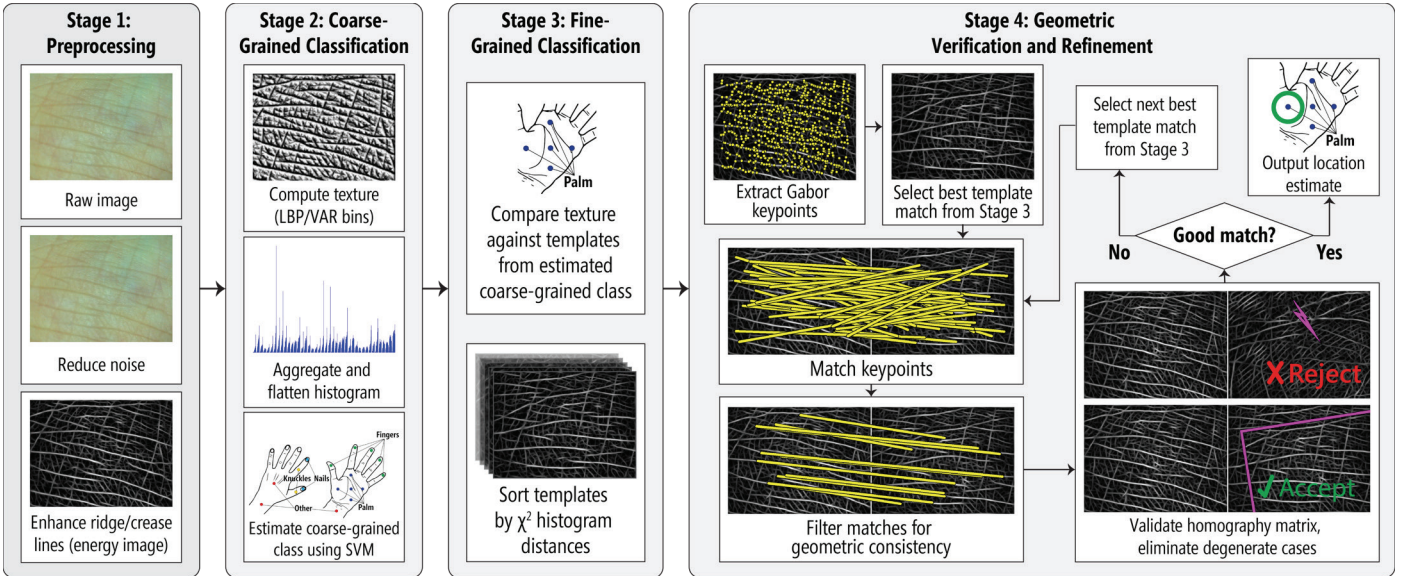 Stage 1:
Preprocessing
Raw image
Reduce noise
Enhance ridge/crease
lines (energy image)
Stage 2: Coarse-
Grained Classification
Compute texture
(LBP/VAR bins)
Aggregate and
flatten histogram
Fingers
Knuckles Nails
Other
Palm
Estimate coarse-grained
class using SVM
Stage 3: Fine-
Grained Classification
Palm
Compare texture
against templates
from estimated
coarse-grained class
Sort templates
by χ² histogram
distances
Stage 4: Geometric
Verification and Refinement
Extract Gabor
keypoints
Select best template
match from Stage 3
Match keypoints
Filter matches for
geometric consistency
X Reject
✓ Accept
Validate homography matrix,
eliminate degenerate cases
Good match?
No
Yes
Select next best
template match
from Stage 3
Palm
Output location
estimate